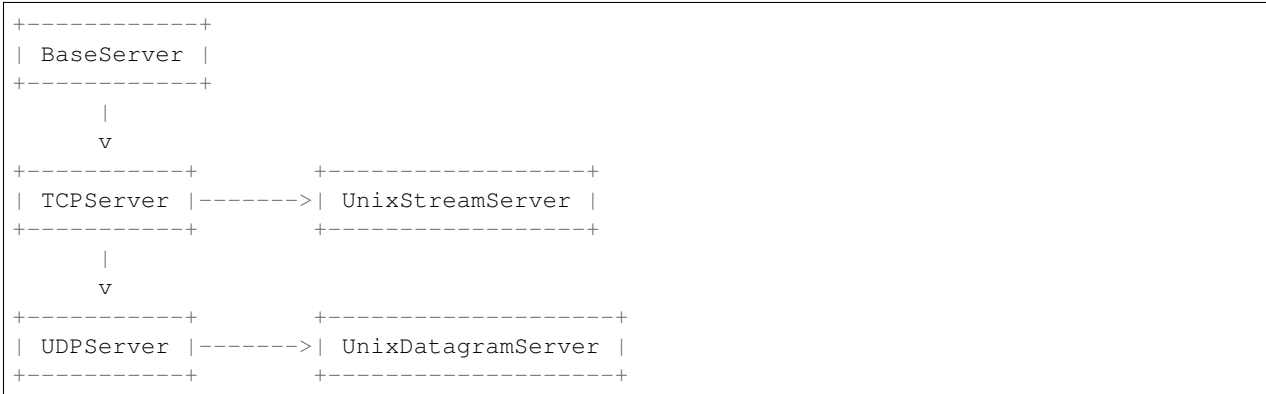 +------------+
| BaseServer |
+------------+
      |
      v
+-----------+        +------------------+
| TCPServer |------->| UnixStreamServer |
+-----------+        +------------------+
      |
      v
+-----------+        +--------------------+
| UDPServer |------->| UnixDatagramServer |
+-----------+        +--------------------+